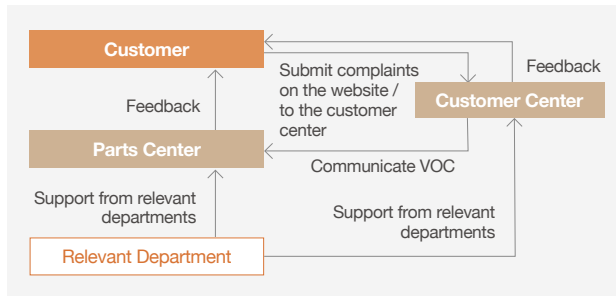 Customer
Feedback
Submit complaints
on the website /
to the customer
center
Feedback
Customer Center
Parts Center
Communicate VOC
Support from relevant
departments
Support from relevant
departments
Relevant Department